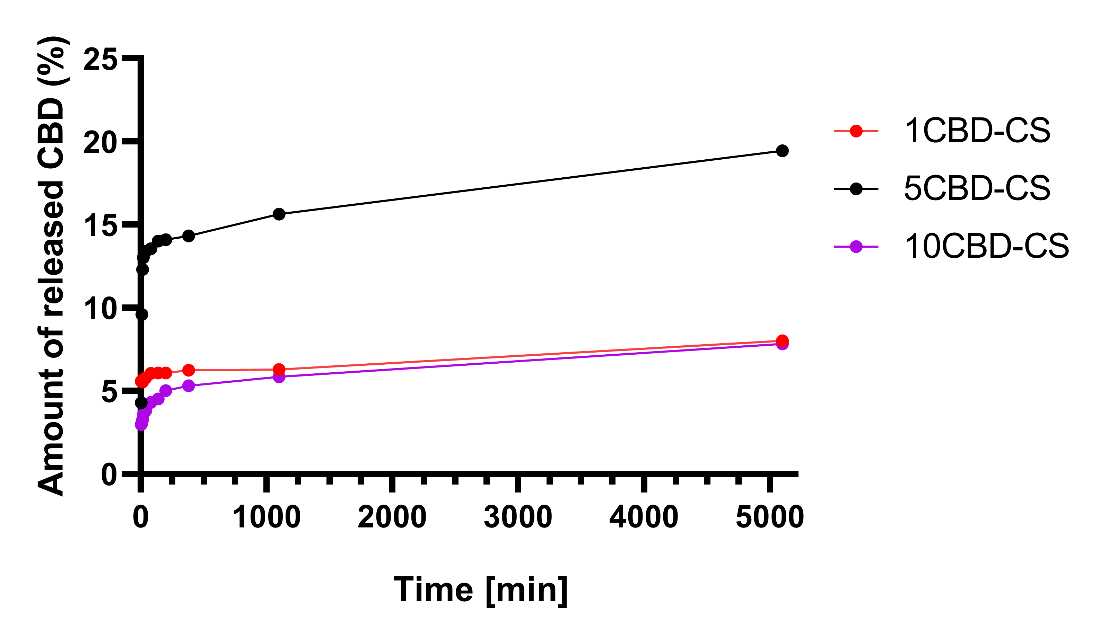 Amount of released CBD (%)
25
20
15
10
5
0
0 1000 2000 3000 4000 5000
Time [min]
1CBD-CS
5CBD-CS
10CBD-CS